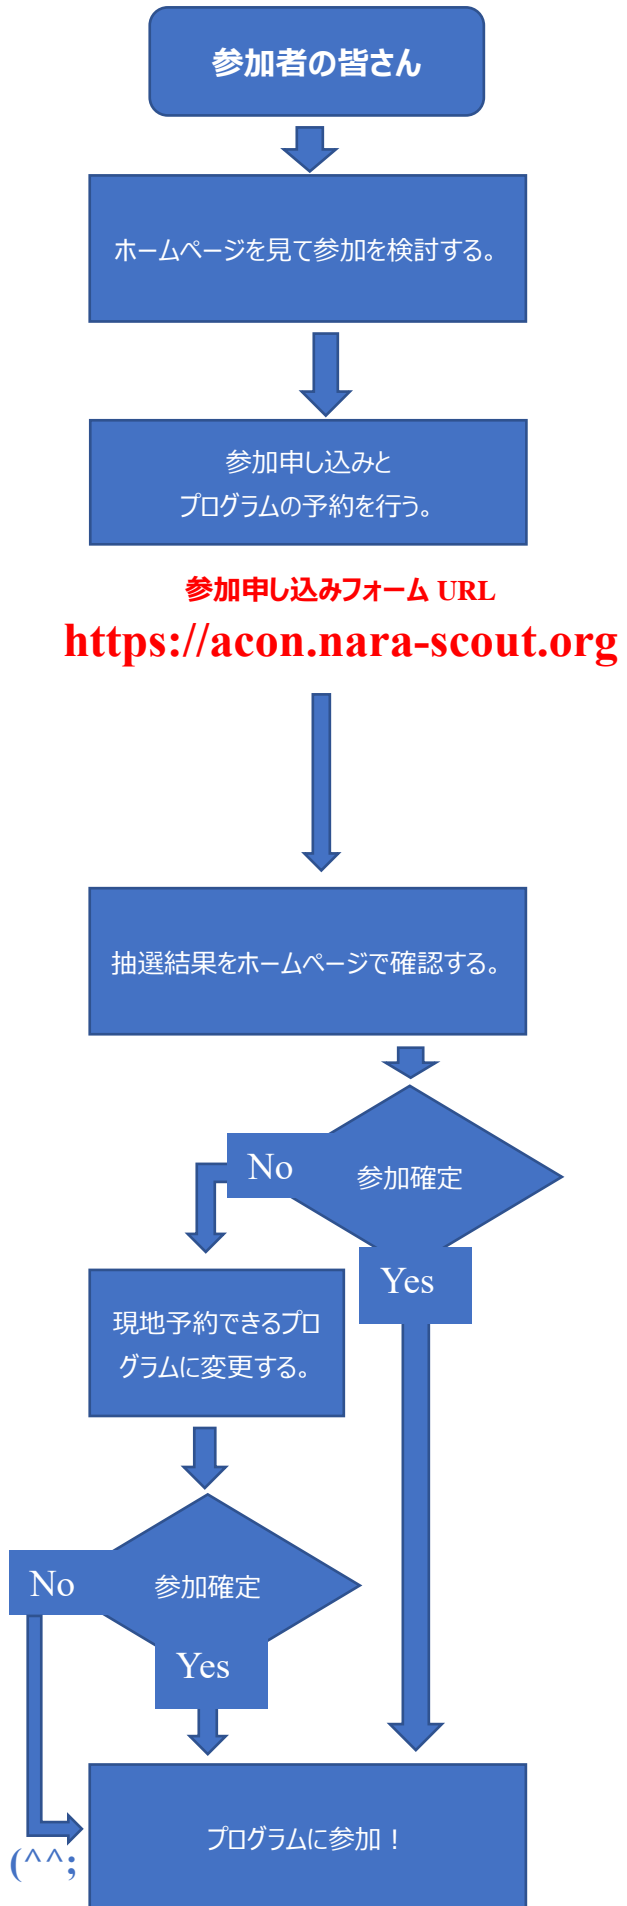 参加者の皆さん
ホームページを見て参加を検討する。
参加申し込みと
プログラムの予約を行う。
参加申し込みフォーム URL
https://acon.nara-scout.org
抽選結果をホームページで確認する。
No
参加確定
Yes
現地予約できるプロ
グラムに変更する。
No
参加確定
Yes
プログラムに参加！
(^^;